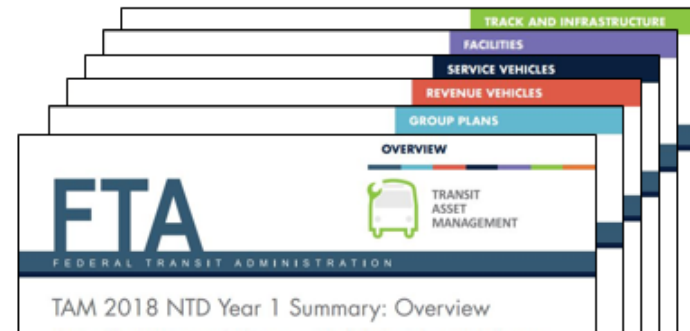 TRACK AND INFRASTRUCTURE
FACILITIES
SERVICE VEHICLES
REVENUE VEHICLES
GROUP PLANS
OVERVIEW
FTA
TRANSIT
ASSET
MANAGEMENT
FEDERAL TRANSIT ADMINISTRATION
TAM 2018 NTD Year 1 Summary: Overview